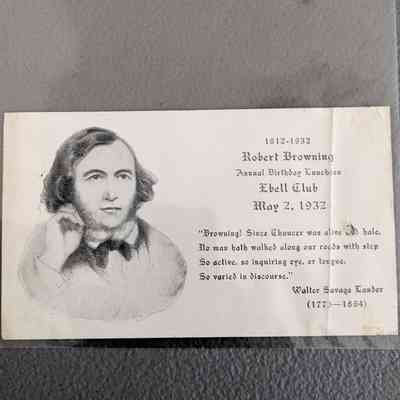 1812-1932
Robert Browning
Annual Birthday Luncheon
Ebell Club
May 2, 1932
"Browning! Since Chaucer was alive and hale,
No man hath walked along our roads with step
So active, so inquiring eye, or tongue,
So varied in discourse."
Walter Savage Landor
(1775—1864)